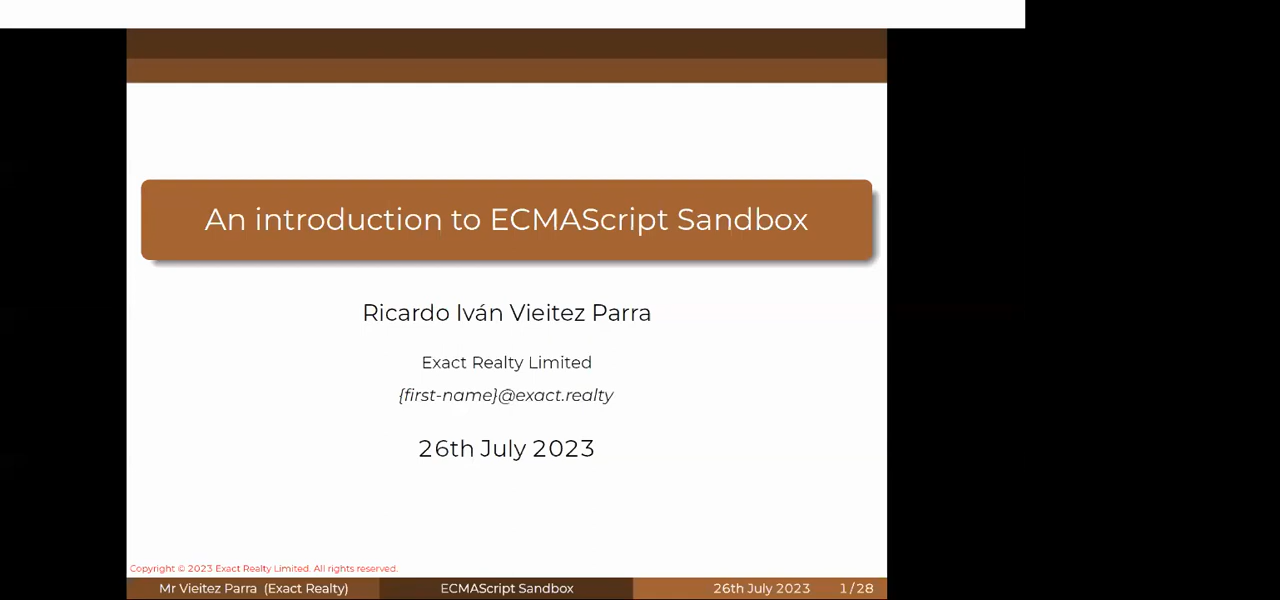 An introduction to ECMAScript Sandbox
Ricardo Iván Vieitez Parra
Exact Realty Limited
{first-name}@exact.realty
26th July 2023
Copyright © 2023 Exact Realty Limited. All rights reserved.
Mr Vieitez Parra (Exact Realty) ECMAScript Sandbox 26th July 2023 1 / 28